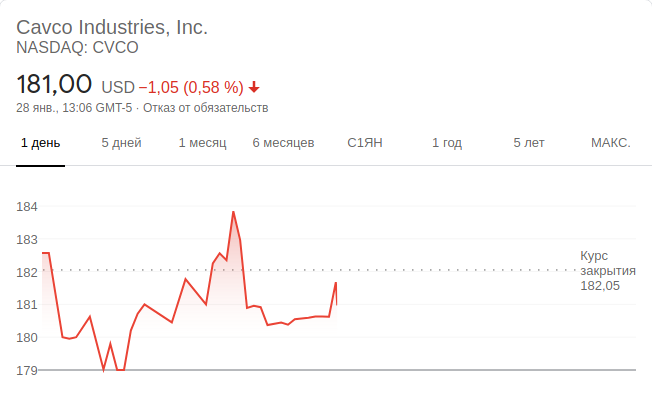 Cavco Industries, Inc.
NASDAQ: CVCO
181,00 USD −1,05 (0,58 %)
28 янв., 13:06 GMT-5 · Отказ от обязательств
1 день 5 дней 1 месяц 6 месяцев С1ЯН 1 год 5 лет МАКС.
184
183
182
181
180
179
Курс
закрытия
182,05